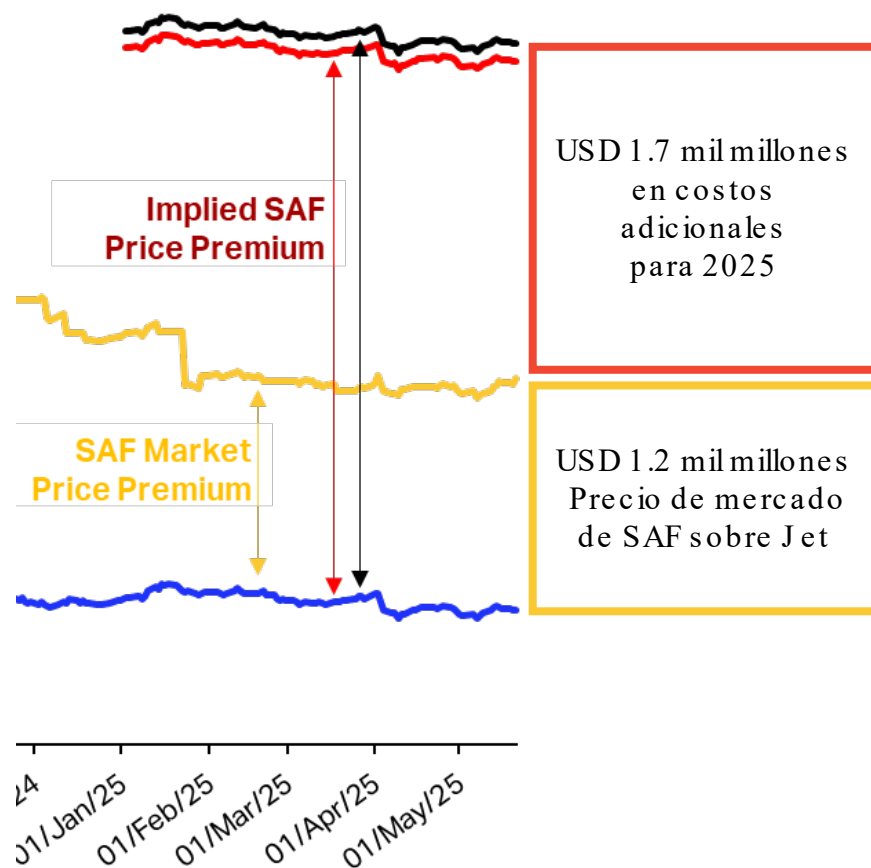 USD 1.7 mil millones
en costos
adicionales
para 2025
Implied SAF
Price Premium
SAF Market
Price Premium
USD 1.2 mil millones
Precio de mercado
de SAF sobre Jet
24
01/Jan/25
01/Feb/25
01/Mar/25
01/Apr/25
01/May/25